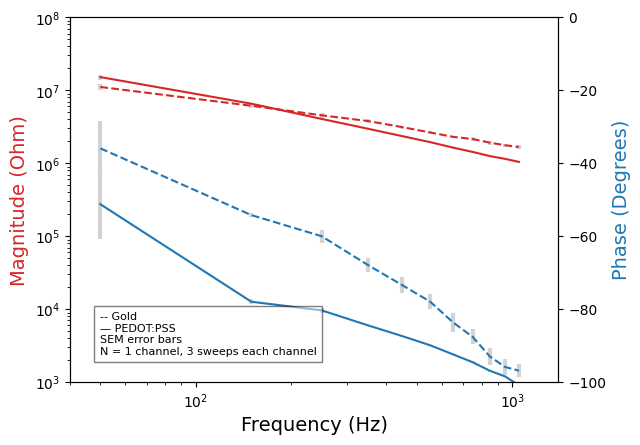 10^8
10^7
10^6
10^5
10^4
10^3
Magnitude (Ohm)
0
−20
−40
−60
−80
−100
Phase (Degrees)
-- Gold
— PEDOT:PSS
SEM error bars
N = 1 channel, 3 sweeps each channel
10^2
10^3
Frequency (Hz)